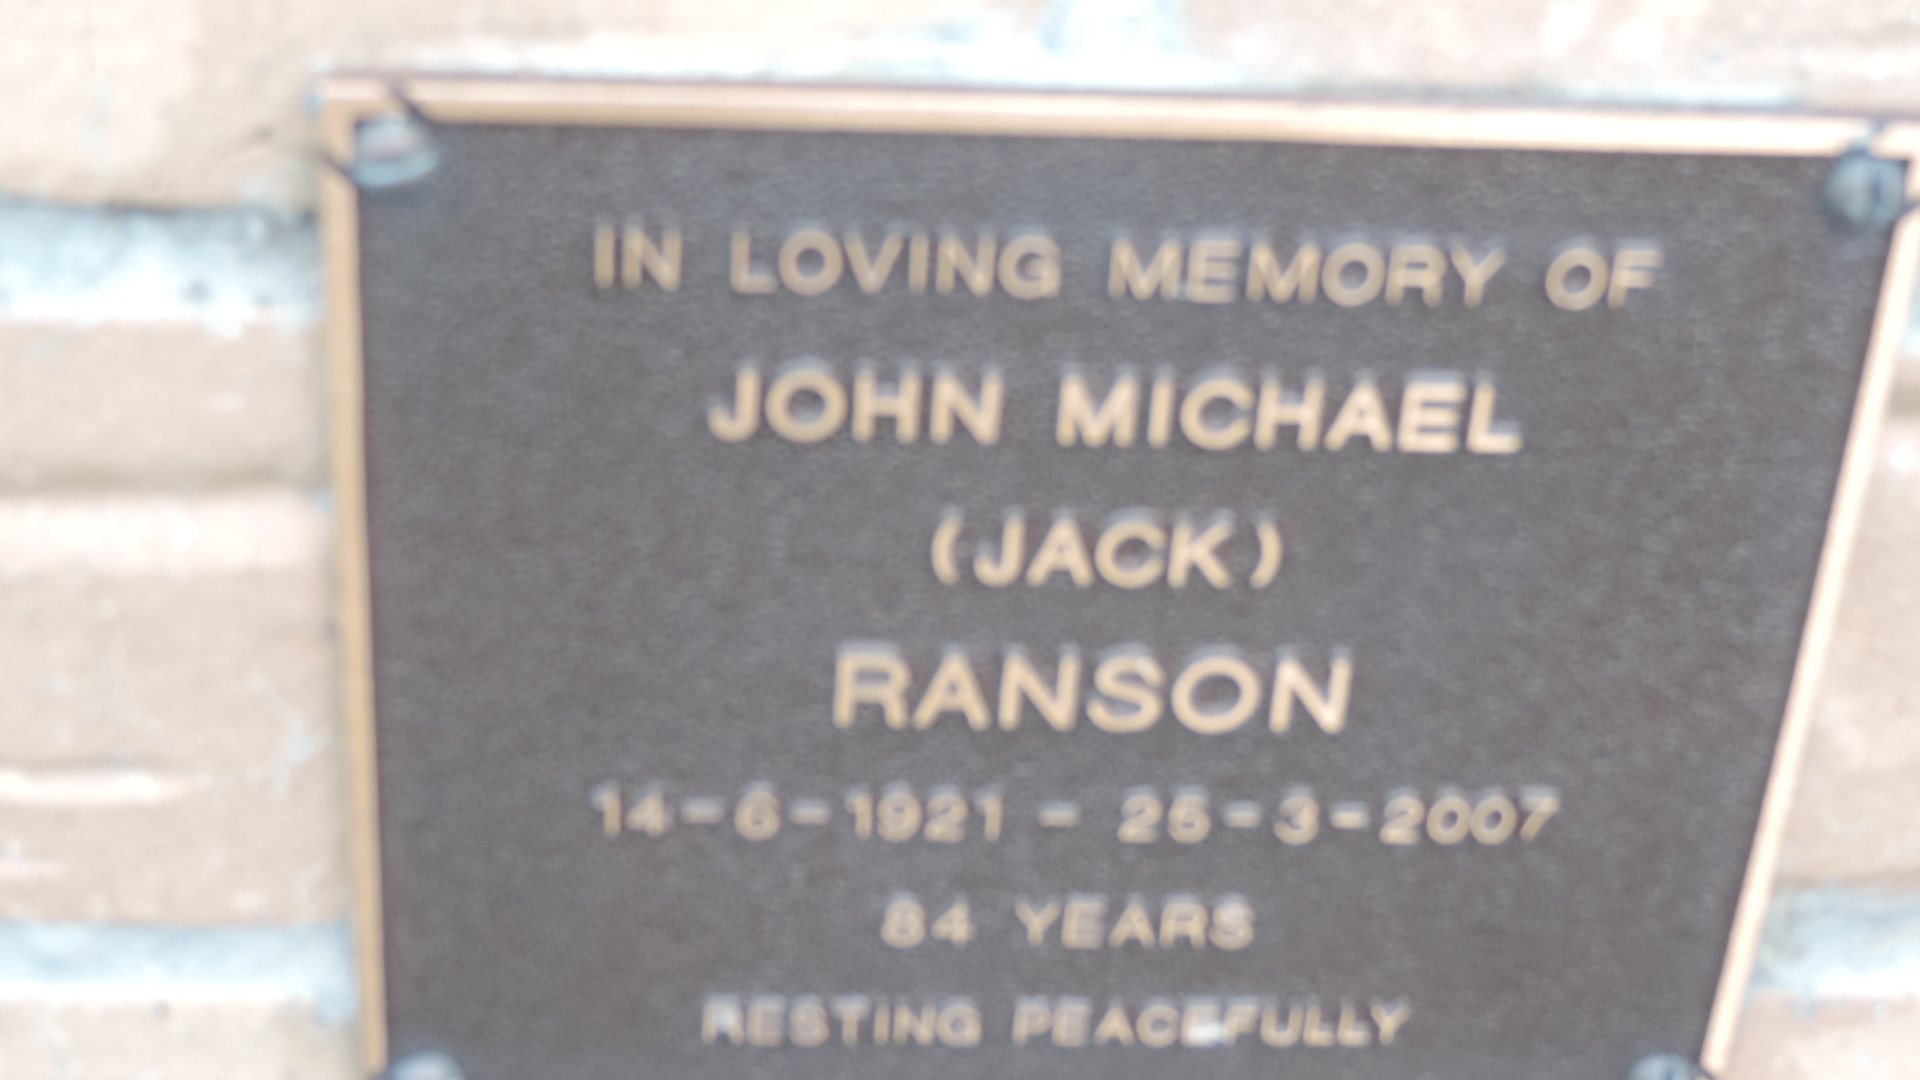 IN LOVING MEMORY OF
JOHN MICHAEL
(JACK)
RANSON
14-6-1921 - 25-3-2007
84 YEARS
RESTING PEACEFULLY